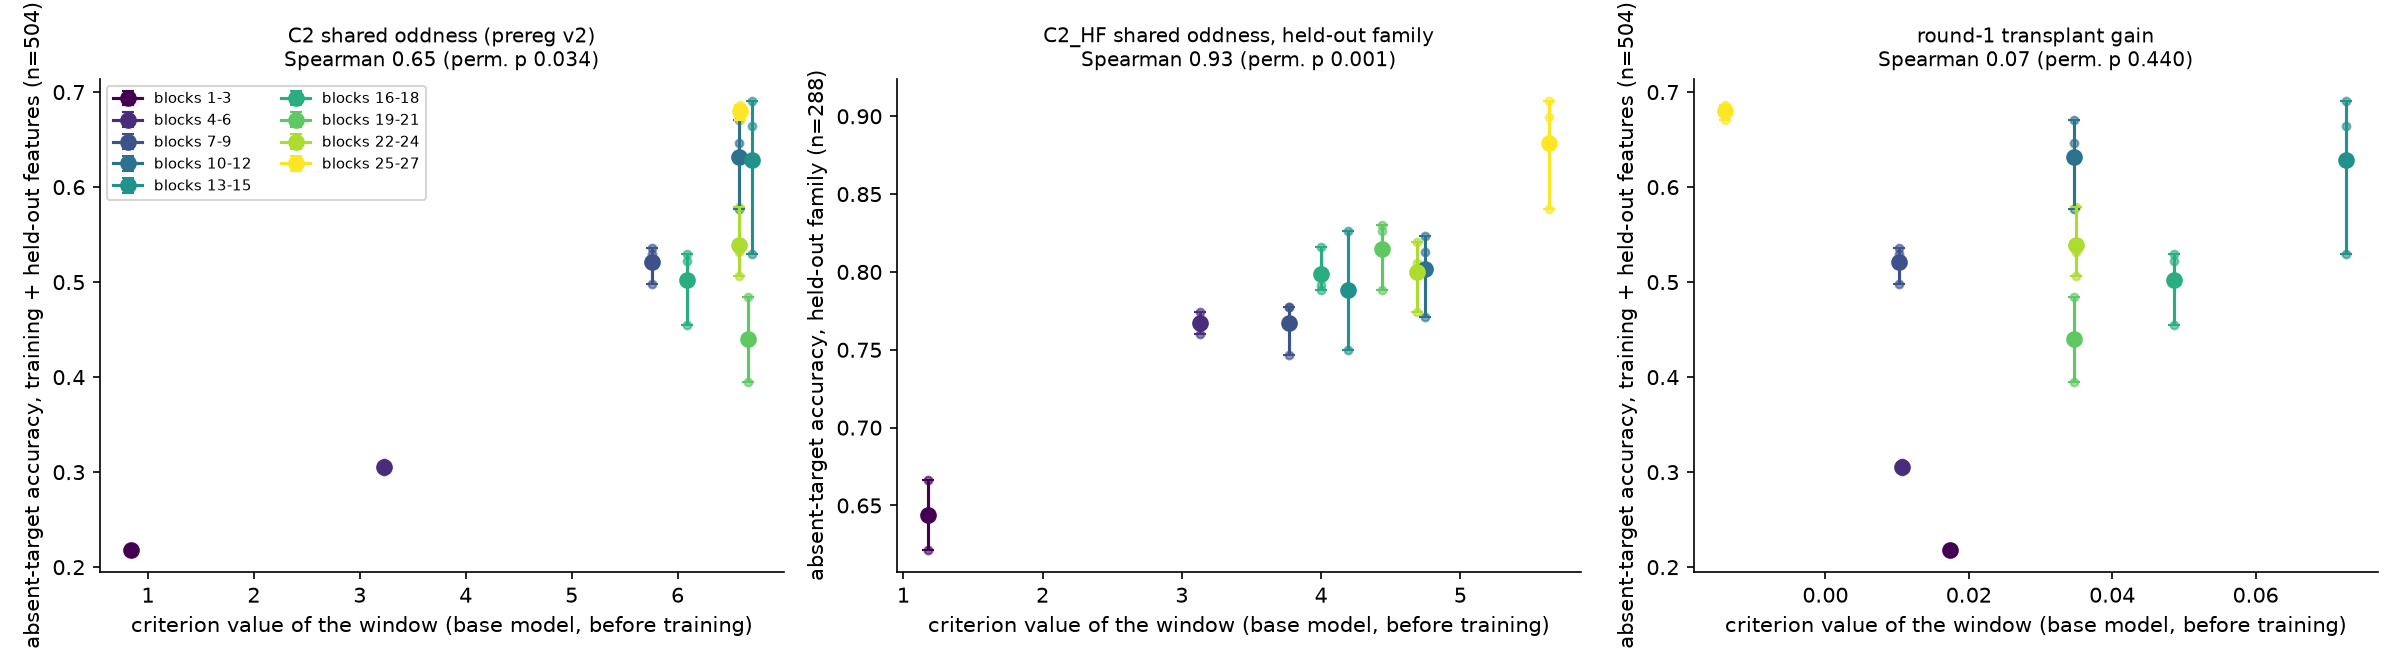 C2 shared oddness (prereg v2)
Spearman 0.65 (perm. p 0.034)
absent-target accuracy, training + held-out features (n=504)
0.7
0.6
0.5
0.4
0.3
0.2
blocks 1-3
blocks 4-6
blocks 7-9
blocks 10-12
blocks 13-15
blocks 16-18
blocks 19-21
blocks 22-24
blocks 25-27
1 2 3 4 5 6
criterion value of the window (base model, before training)
C2_HF shared oddness, held-out family
Spearman 0.93 (perm. p 0.001)
absent-target accuracy, held-out family (n=288)
0.90
0.85
0.80
0.75
0.70
0.65
1 2 3 4 5
criterion value of the window (base model, before training)
round-1 transplant gain
Spearman 0.07 (perm. p 0.440)
absent-target accuracy, training + held-out features (n=504)
0.7
0.6
0.5
0.4
0.3
0.2
0.00 0.02 0.04 0.06
criterion value of the window (base model, before training)